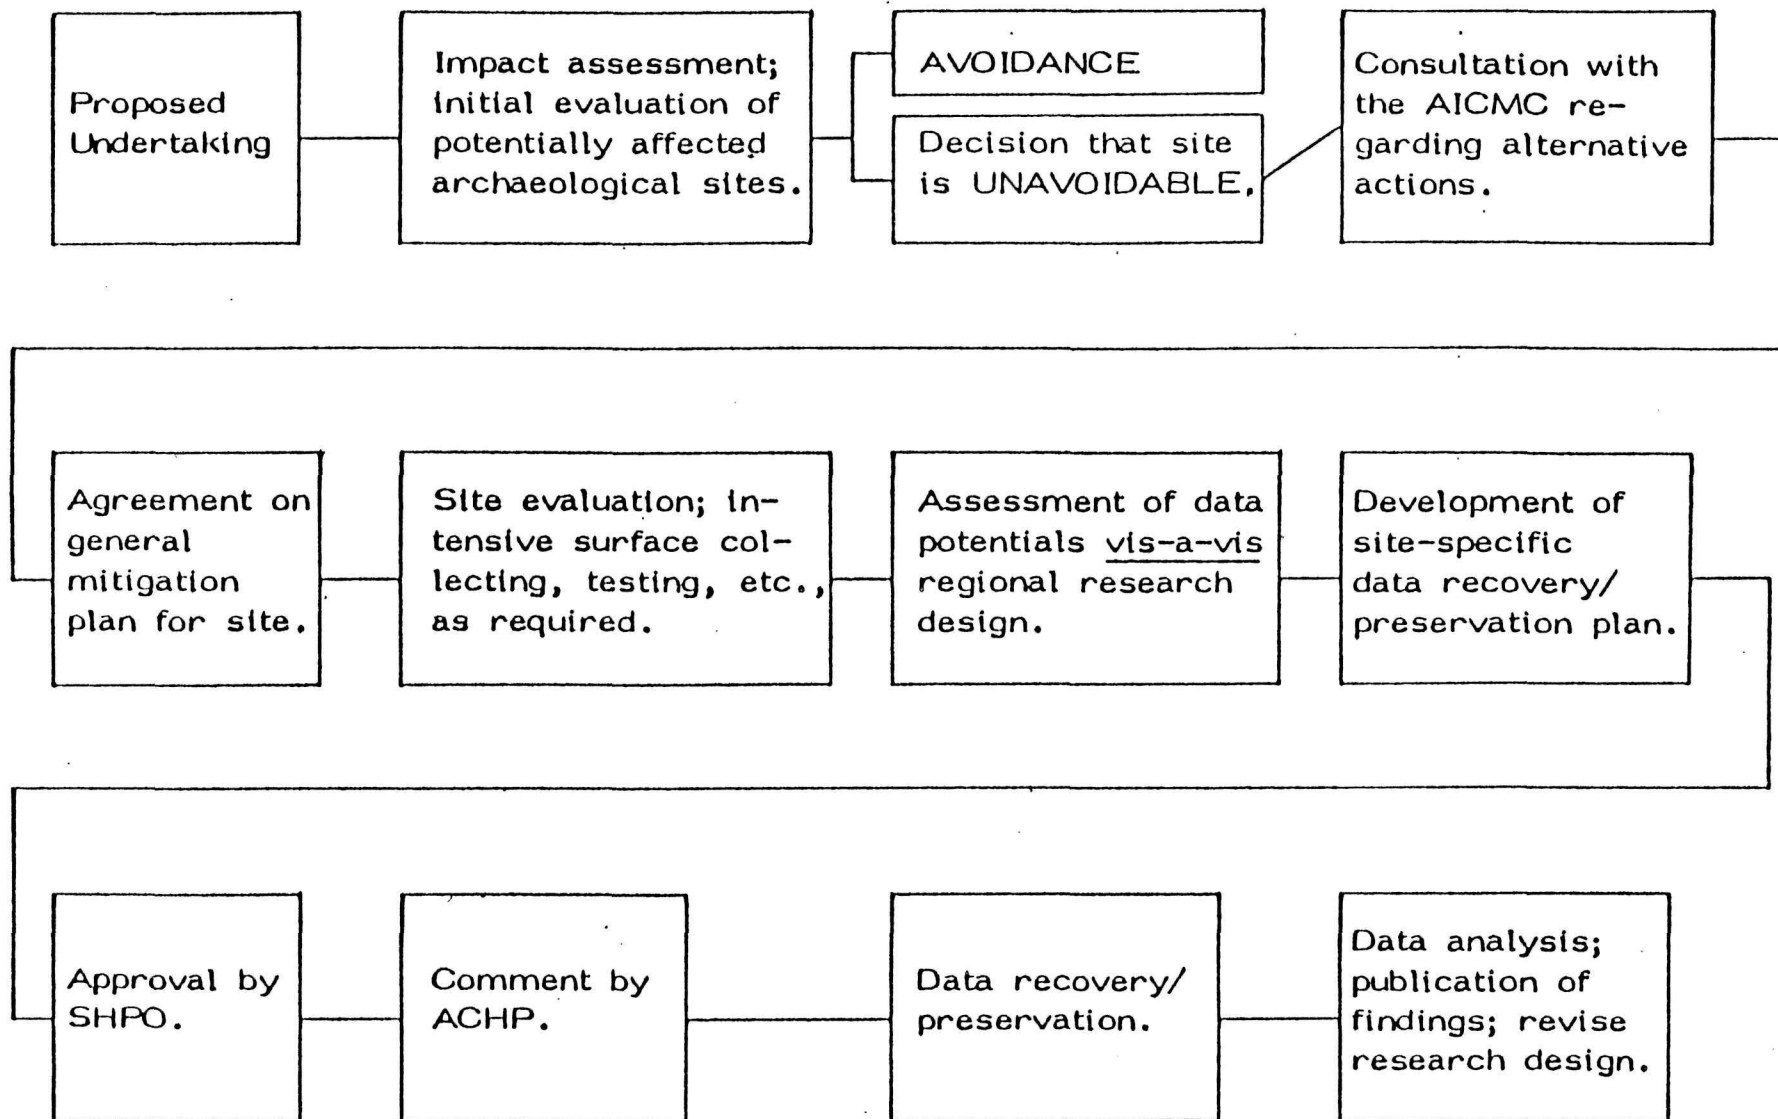 Proposed
Undertaking
Impact assessment;
initial evaluation of
potentially affected
archaeological sites.
AVOIDANCE
Decision that site
is UNAVOIDABLE.
Consultation with
the AICMC re-
garding alternative
actions.
Agreement on
general
mitigation
plan for site.
Site evaluation; in-
tensive surface col-
lecting, testing, etc.,
as required.
Assessment of data
potentials vis-a-vis
regional research
design.
Development of
site-specific
data recovery/
preservation plan.
Approval by
SHPO.
Comment by
ACHP.
Data recovery/
preservation.
Data analysis;
publication of
findings; revise
research design.